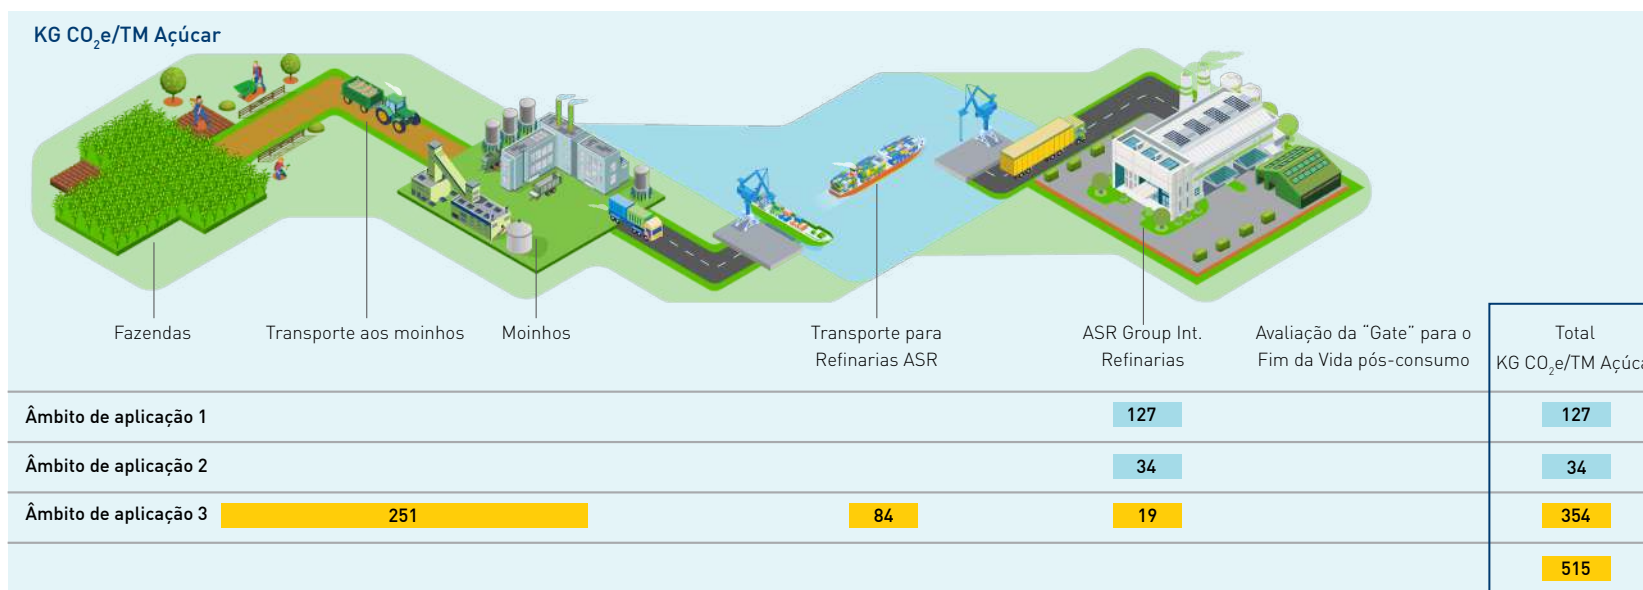 KG CO₂e/TM Açúcar
Fazendas
Transporte aos moinhos
Moinhos
Transporte para
Refinarias ASR
ASR Group Int.
Refinarias
Avaliação da "Gate" para o
Fim da Vida pós-consumo
Total
KG CO₂e/TM Açúca
Âmbito de aplicação 1 127 127
Âmbito de aplicação 2 34 34
Âmbito de aplicação 3 251 84 19 354
515